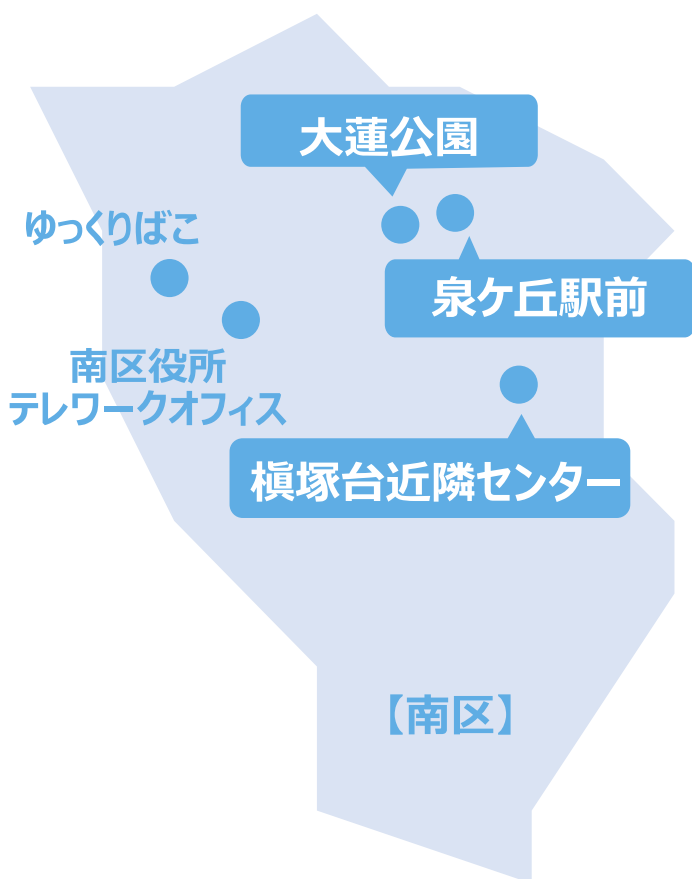 大蓮公園
ゆっくりばこ
泉ケ丘駅前
南区役所
テレワークオフィス
槇塚台近隣センター
【南区】